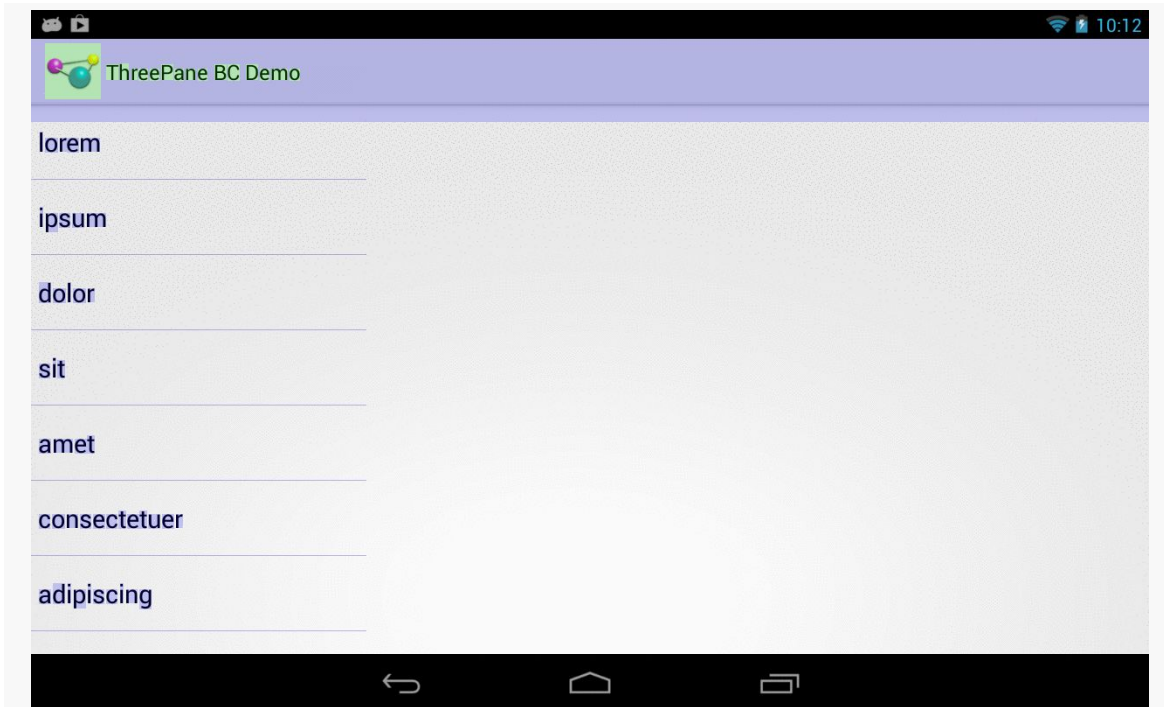 10:12
ThreePane BC Demo
lorem
ipsum
dolor
sit
amet
consectetuer
adipiscing